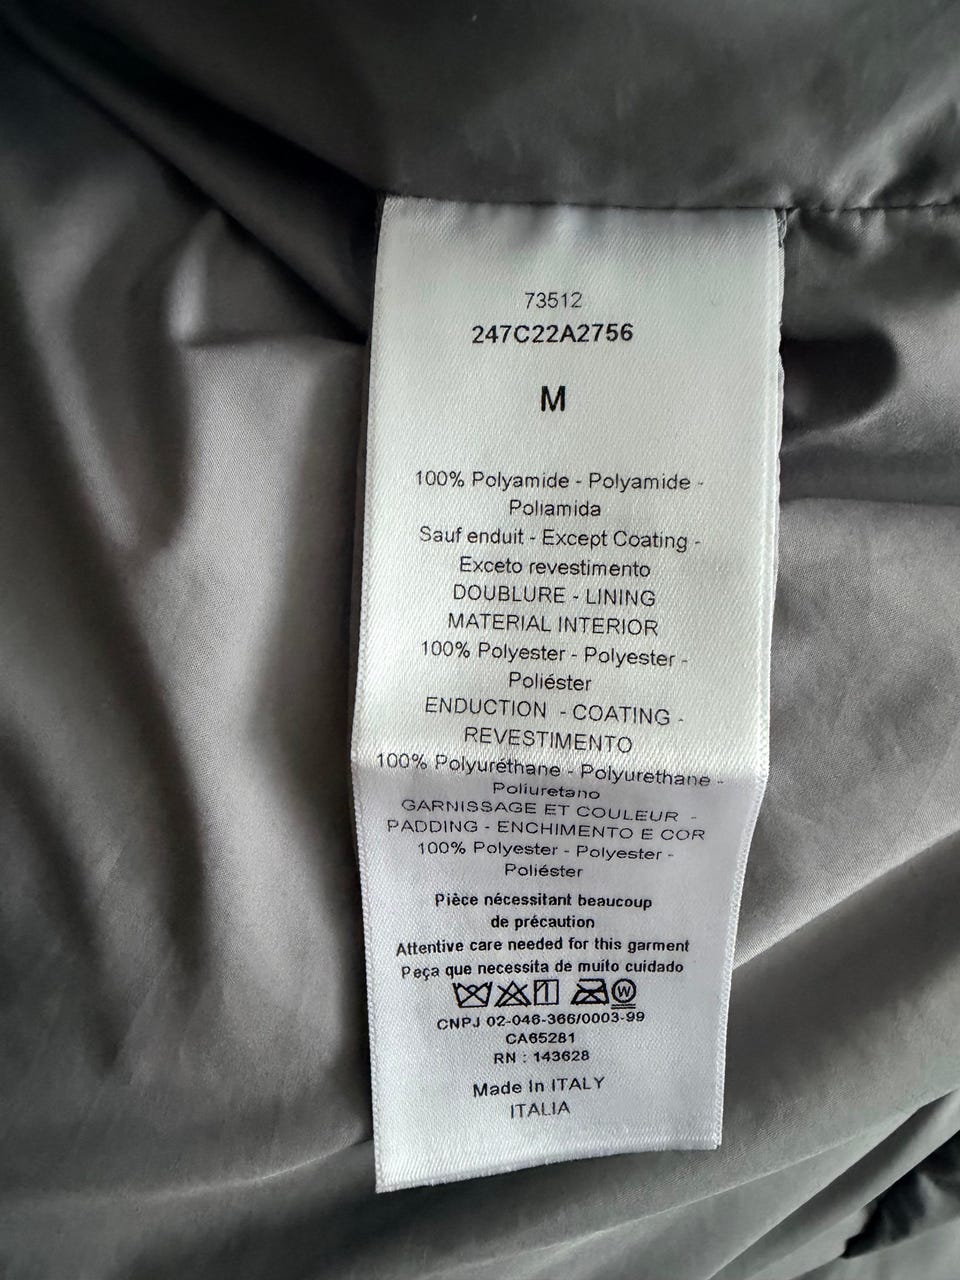 73512
247C22A2756
M
100% Polyamide - Polyamide -
Poliamida
Sauf enduit - Except Coating -
Exceto revestimento
DOUBLURE - LINING
MATERIAL INTERIOR
100% Polyester - Polyester -
Poliéster
ENDUCTION - COATING -
REVESTIMENTO
100% Polyuréthane - Polyurethane -
Poliuretano
GARNISSAGE ET COULEUR -
PADDING - ENCHIMENTO E COR
100% Polyester - Polyester -
Poliéster
Pièce nécessitant beaucoup
de précaution
Attentive care needed for this garment
Peça que necessita de muito cuidado
W
CNPJ 02-046-366/0003-99
CA65281
RN : 143628
Made In ITALY
ITALIA